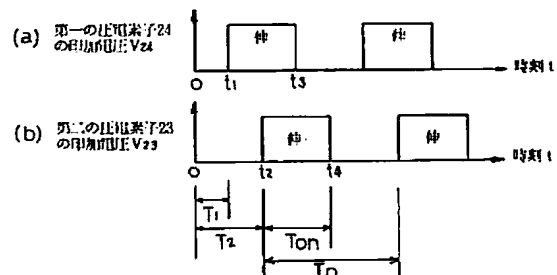 (a) 第一の圧電素子24
の印加電圧V24
伸 伸
時刻 t
O t1 t3
(b) 第二の圧電素子23
の印加電圧V23
伸 伸
時刻 t
O t2 t4
T1
T2 Ton
TD